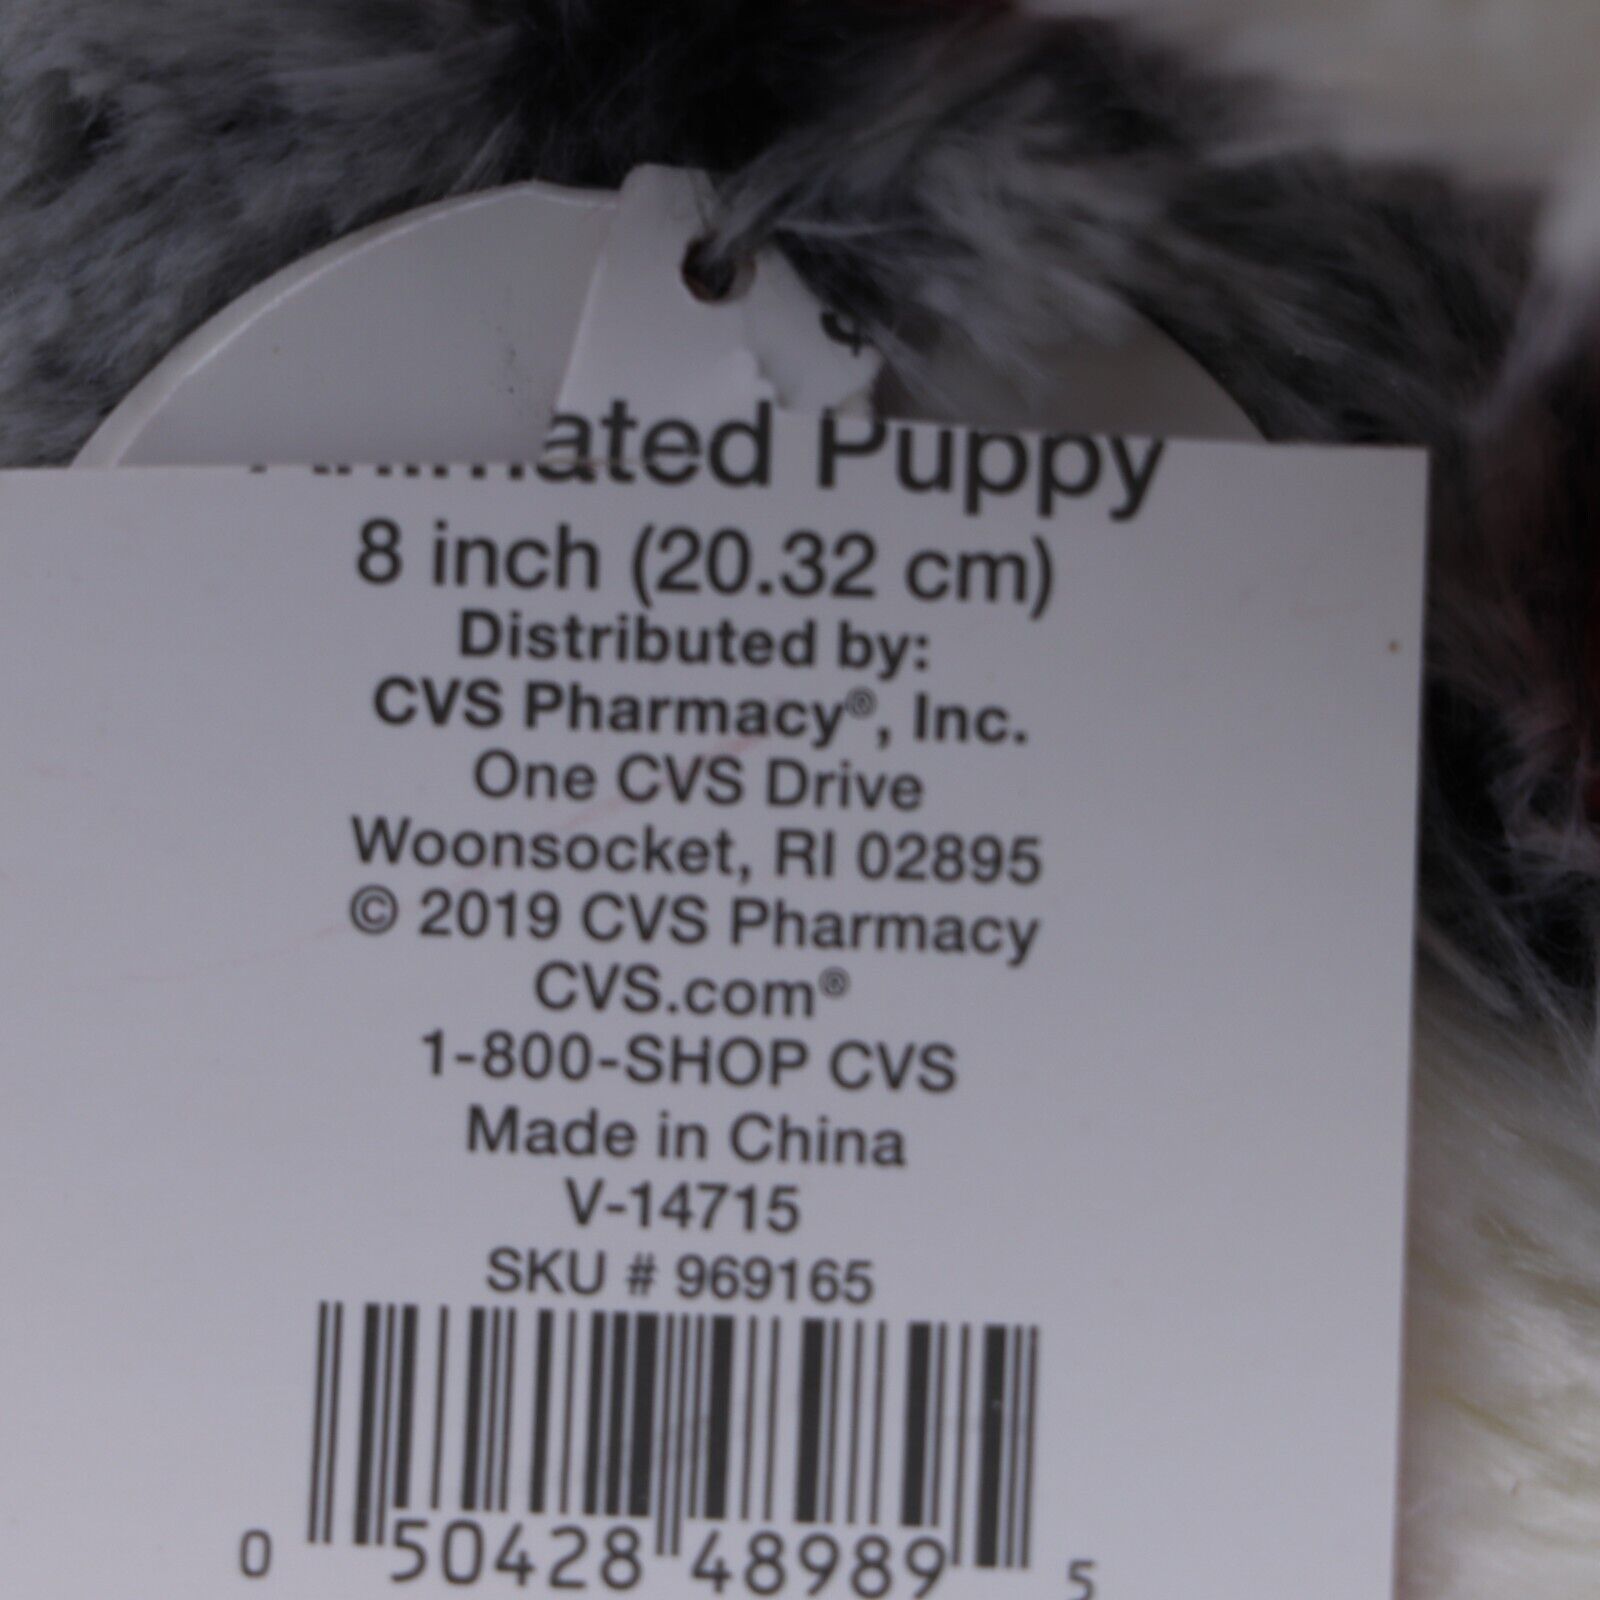 Animated Puppy
8 inch (20.32 cm)
Distributed by:
CVS Pharmacy®, Inc.
One CVS Drive
Woonsocket, RI 02895
© 2019 CVS Pharmacy
CVS.com®
1-800-SHOP CVS
Made in China
V-14715
SKU # 969165
0 50428 48989 5